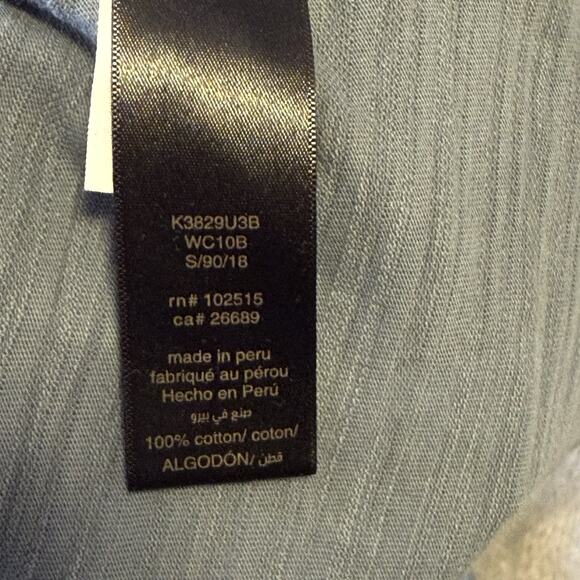 K3829U3B
WC10B
S/90/18
rn# 102515
ca# 26689
made in peru
fabriqué au pérou
Hecho en Perú
صنع في بيرو
100% cotton/ coton/
ALGODÓN/ قطن